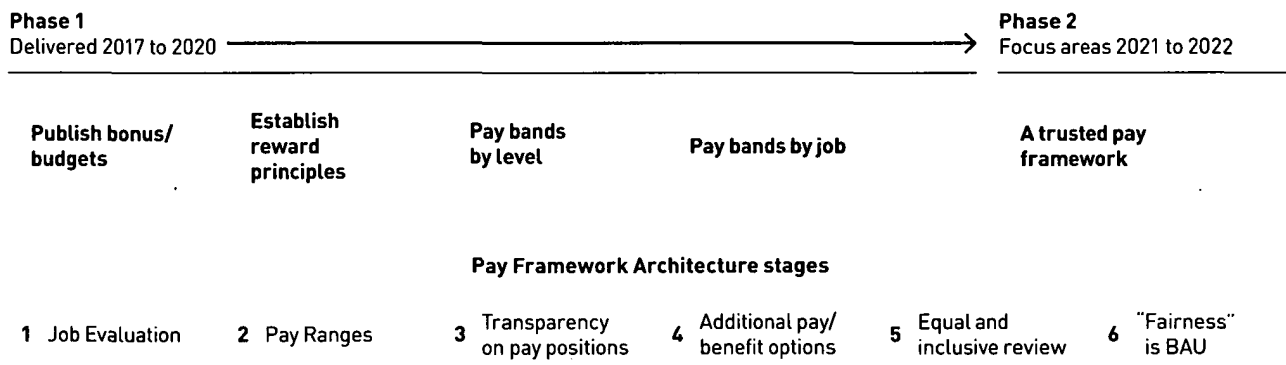 Phase 1
Delivered 2017 to 2020
Phase 2
Focus areas 2021 to 2022
Publish bonus/
budgets
Establish
reward
principles
Pay bands
by level
Pay bands by job
A trusted pay
framework
Pay Framework Architecture stages
1 Job Evaluation
2 Pay Ranges
3 Transparency
on pay positions
4 Additional pay/
benefit options
5 Equal and
inclusive review
6 "Fairness"
is BAU